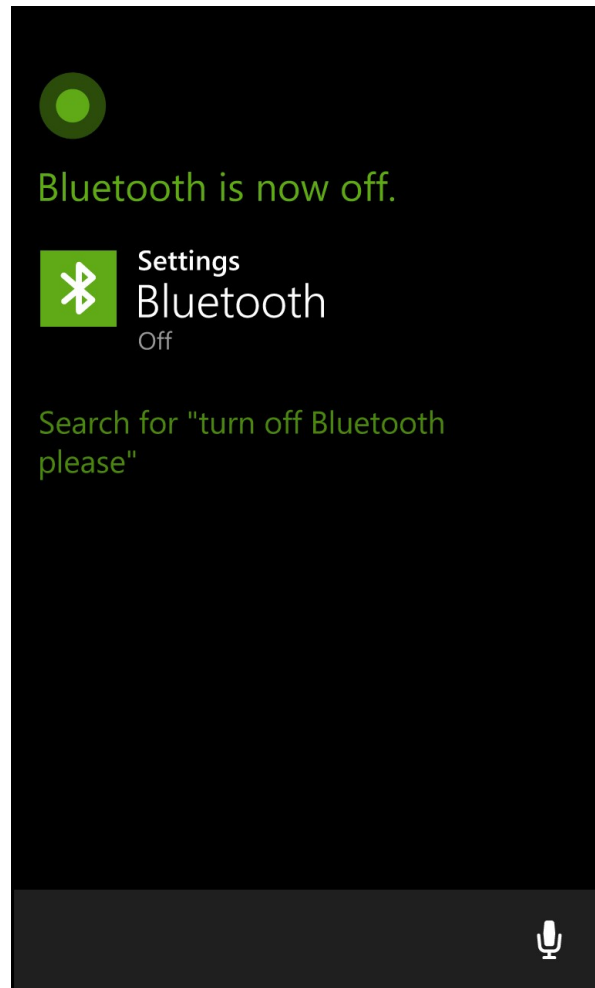 Bluetooth is now off.
Settings
Bluetooth
Off
Search for "turn off Bluetooth
please"